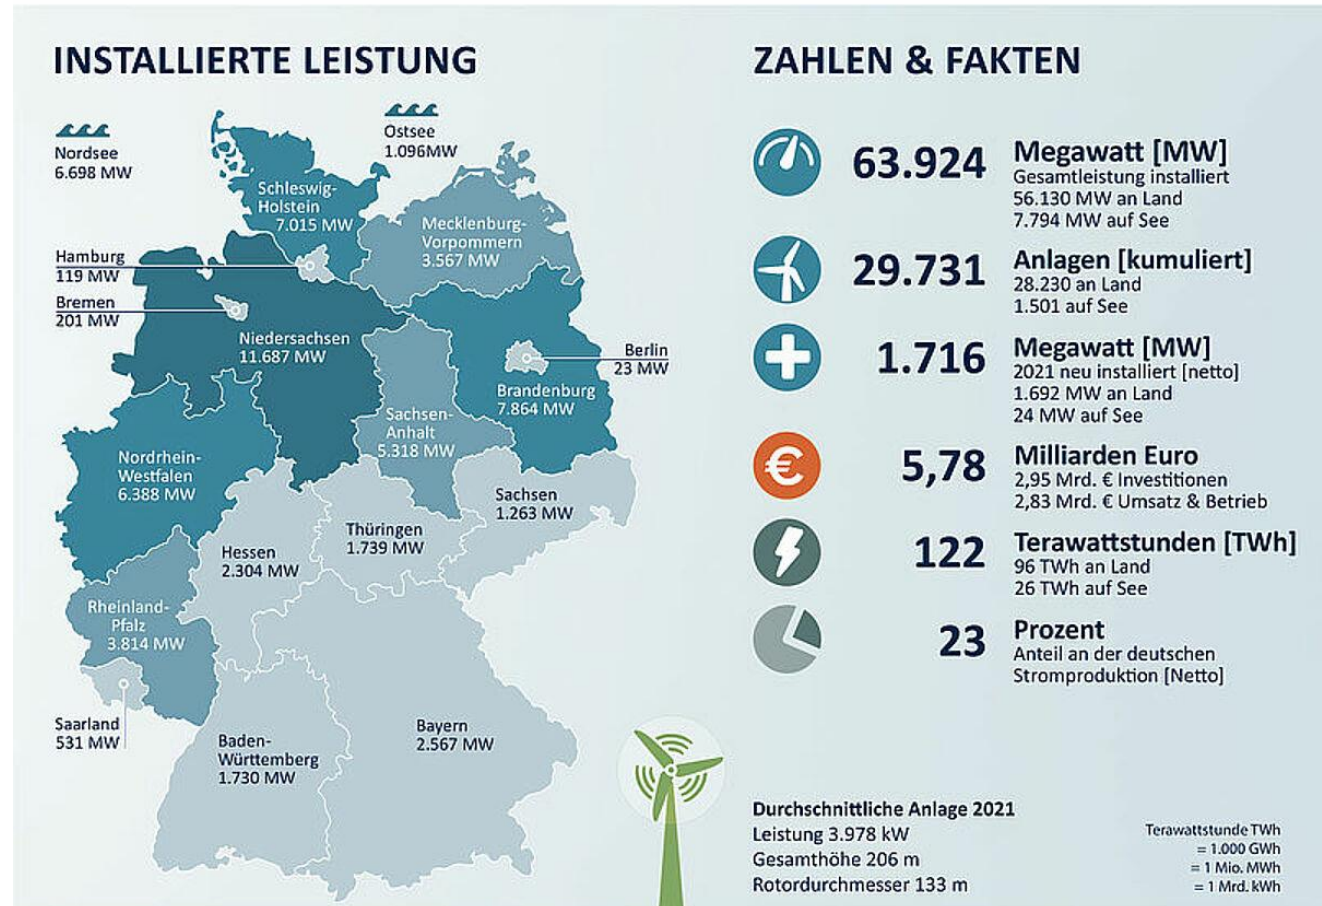 INSTALLIERTE LEISTUNG
Nordsee
6.698 MW
Ostsee
1.096MW
Schleswig-
Holstein
7.015 MW
Mecklenburg-
Vorpommern
3.567 MW
Hamburg
119 MW
Bremen
201 MW
Niedersachsen
11.687 MW
Berlin
23 MW
Brandenburg
7.864 MW
Sachsen-
Anhalt
5.318 MW
Nordrhein-
Westfalen
6.388 MW
Sachsen
1.263 MW
Thüringen
1.739 MW
Hessen
2.304 MW
Rheinland-
Pfalz
3.814 MW
Saarland
531 MW
Baden-
Württemberg
1.730 MW
Bayern
2.567 MW
ZAHLEN & FAKTEN
63.924 Megawatt [MW]
Gesamtleistung installiert
56.130 MW an Land
7.794 MW auf See
29.731 Anlagen [kumuliert]
28.230 an Land
1.501 auf See
1.716 Megawatt [MW]
2021 neu installiert [netto]
1.692 MW an Land
24 MW auf See
€ 5,78 Milliarden Euro
2,95 Mrd. € Investitionen
2,83 Mrd. € Umsatz & Betrieb
122 Terawattstunden [TWh]
96 TWh an Land
26 TWh auf See
23 Prozent
Anteil an der deutschen
Stromproduktion [Netto]
Durchschnittliche Anlage 2021
Leistung 3.978 kW
Gesamthöhe 206 m
Rotordurchmesser 133 m
Terawattstunde TWh
= 1.000 GWh
= 1 Mio. MWh
= 1 Mrd. kWh